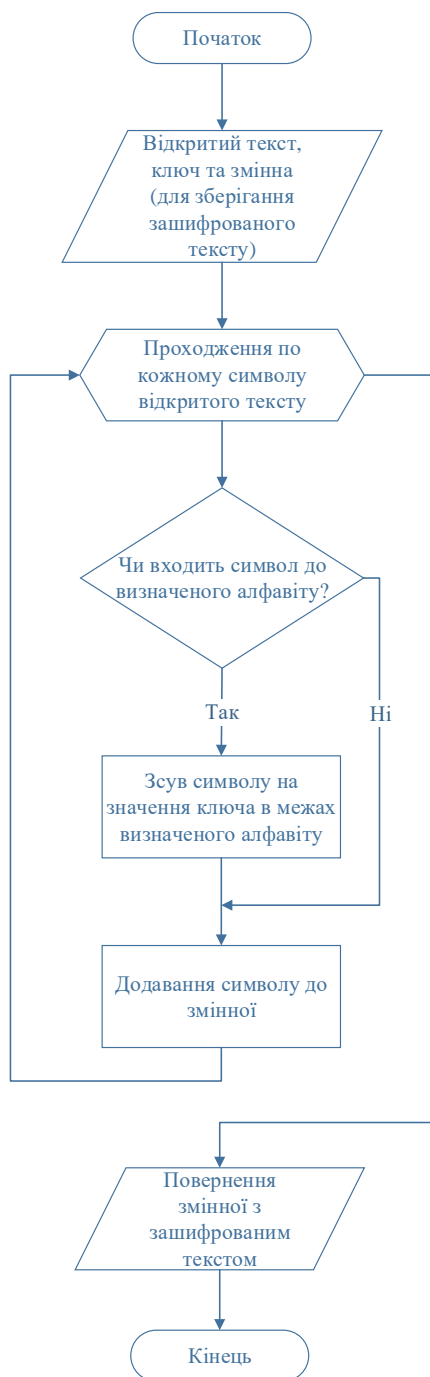 Початок
Відкритий текст,
ключ та змінна
(для зберігання
зашифрованого
тексту)
Проходження по
кожному символу
відкритого тексту
Чи входить символ до
визначеного алфавіту?
Так
Ні
Зсув символу на
значення ключа в межах
визначеного алфавіту
Додавання символу до
змінної
Повернення
змінної з
зашифрованим
текстом
Кінець